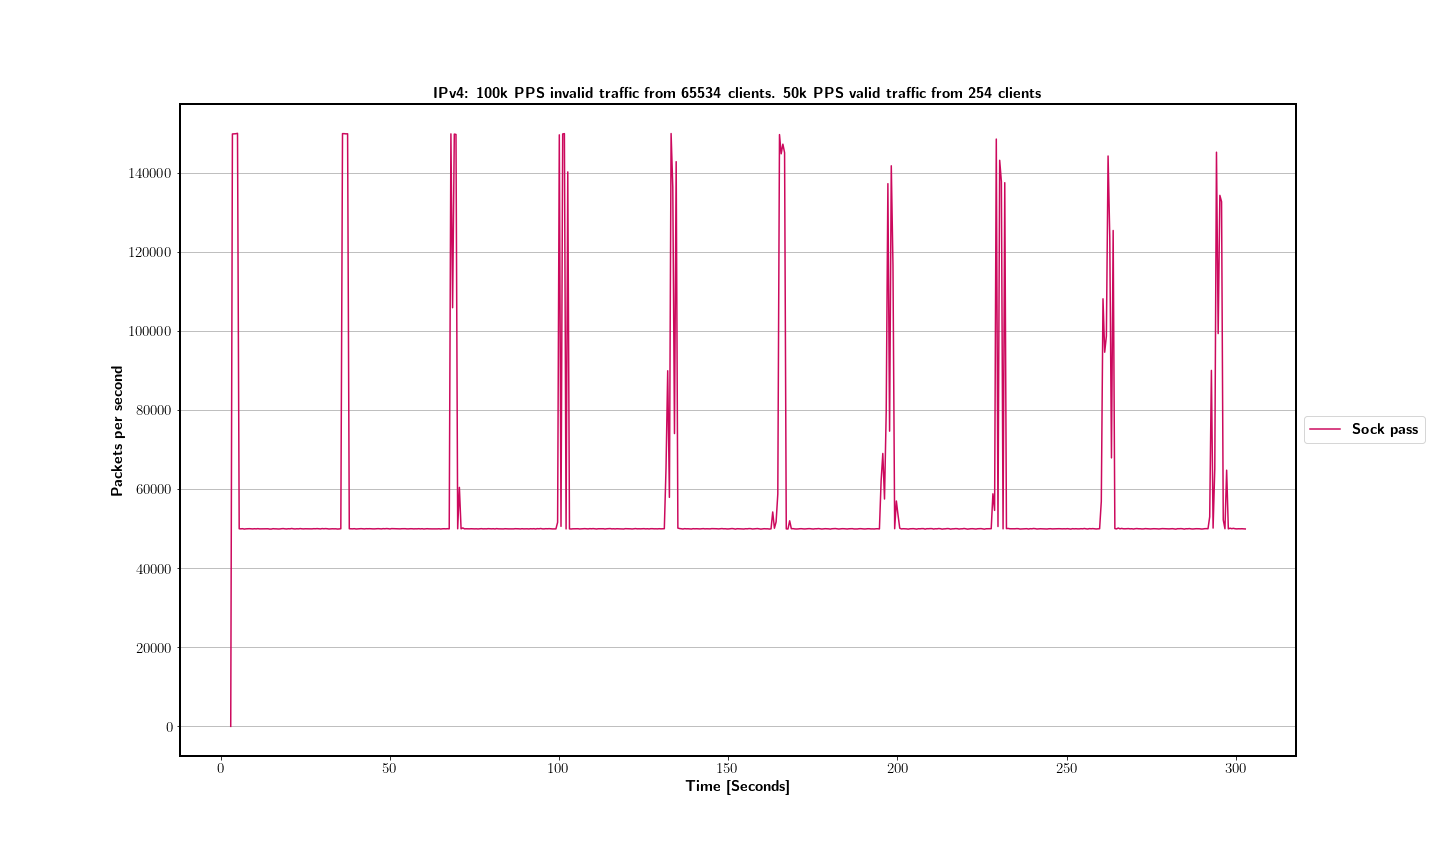 IPv4: 100k PPS invalid traffic from 65534 clients. 50k PPS valid traffic from 254 clients
Packets per second
140000
120000
100000
80000
60000
40000
20000
0
0 50 100 150 200 250 300
Time [Seconds]
Sock pass